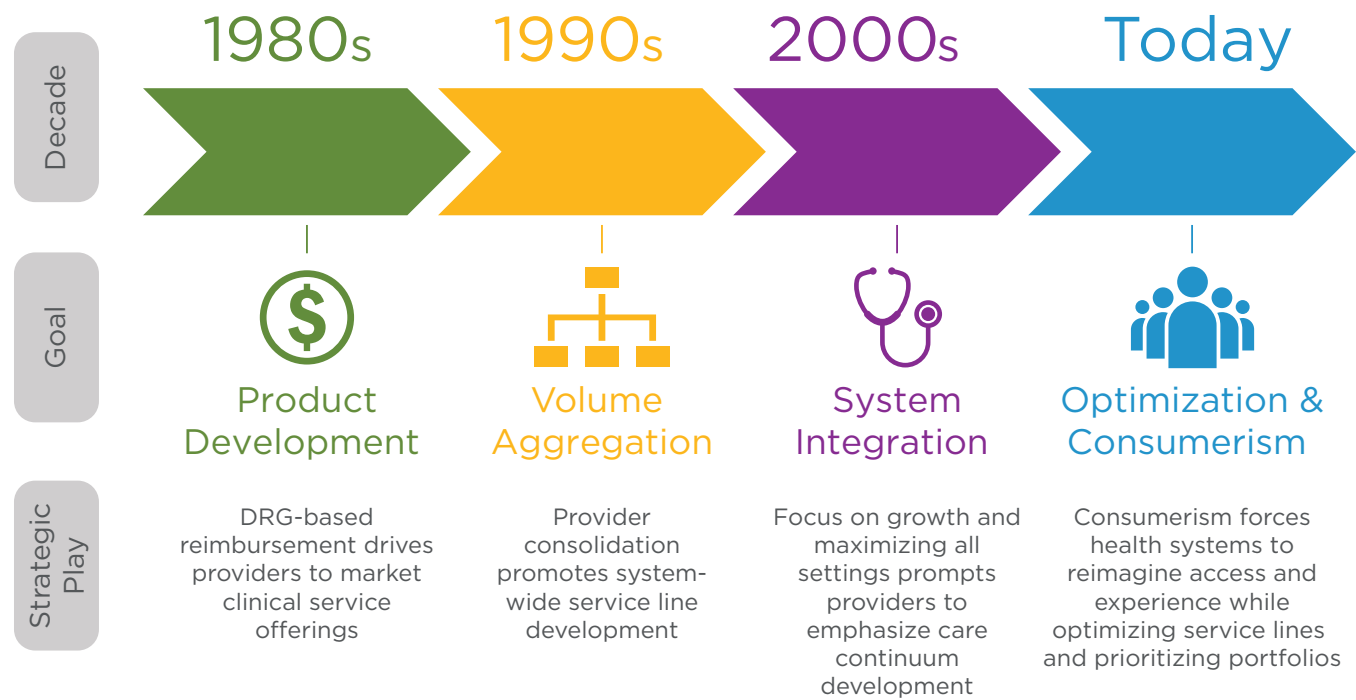 Decade
1980s
1990s
2000s
Today
Goal
$
Product
Development
Volume
Aggregation
System
Integration
Optimization &
Consumerism
Strategic
Play
DRG-based
reimbursement drives
providers to market
clinical service
offerings
Provider
consolidation
promotes system-
wide service line
development
Focus on growth and
maximizing all
settings prompts
providers to
emphasize care
continuum
development
Consumerism forces
health systems to
reimagine access and
experience while
optimizing service lines
and prioritizing portfolios